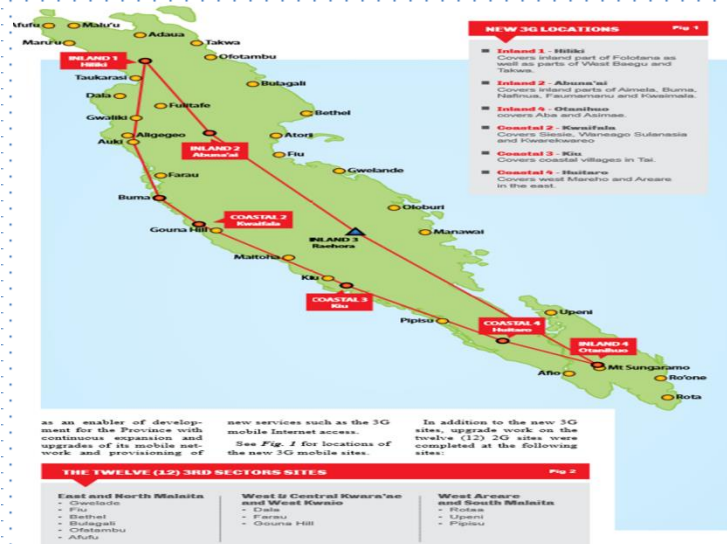 Afufu
Malu'u
Adaua
Manu'u
Takwa
INLAND 1
Hiliki
Ofotambu
Taukarasi
Bulagali
Dala
Fulitafe
Bethel
Gwaliki
Aligegeo
Atori
Auki
INLAND 2
Abuna'ai
Fiu
Farau
Gwelande
Buma
Oloburi
COASTAL 2
Kwaifala
Gouna Hill
Manawai
INLAND 3
Raehora
Maitoha
Kiu
COASTAL 3
Kiu
Upeni
Pipisu
COASTAL 4
Huitaro
INLAND 4
Otanihuo
Mt Sungaramo
Afio
Ro'one
Rota
NEW 3G LOCATIONS Fig 1
Inland 1 - Hiliki
Covers inland part of Folotana as
well as parts of West Baegu and
Takwa.
Inland 2 - Abuna'ai
Covers inland parts of Aimela, Buma,
Nafinua, Faumamanu and Kwaimala.
Inland 4 - Otanihuo
covers Aba and Asimae.
Coastal 2 - Kwaifala
Covers Siesie, Waneago Sulanasia
and Kwarekwareo
Coastal 3 - Kiu
Covers coastal villages in Tai.
Coastal 4 - Huitaro
Covers west Mareho and Areare
in the east.
as an enabler of develop-
ment for the Province with
continuous expansion and
upgrades of its mobile net-
work and provisioning of
new services such as the 3G
mobile Internet access.
See Fig. 1 for locations of
the new 3G mobile sites.
In addition to the new 3G
sites, upgrade work on the
twelve (12) 2G sites were
completed at the following
sites:
THE TWELVE (12) 3RD SECTORS SITES Fig 2
East and North Malaita
- Gwelade
- Fiu
- Bethel
- Bulagali
- Ofatambu
- Afufu
West & Central Kwara'ae
and West Kwaio
- Dala
- Farau
- Gouna Hill
West Areare
and South Malaita
- Rotaa
- Upeni
- Pipisu